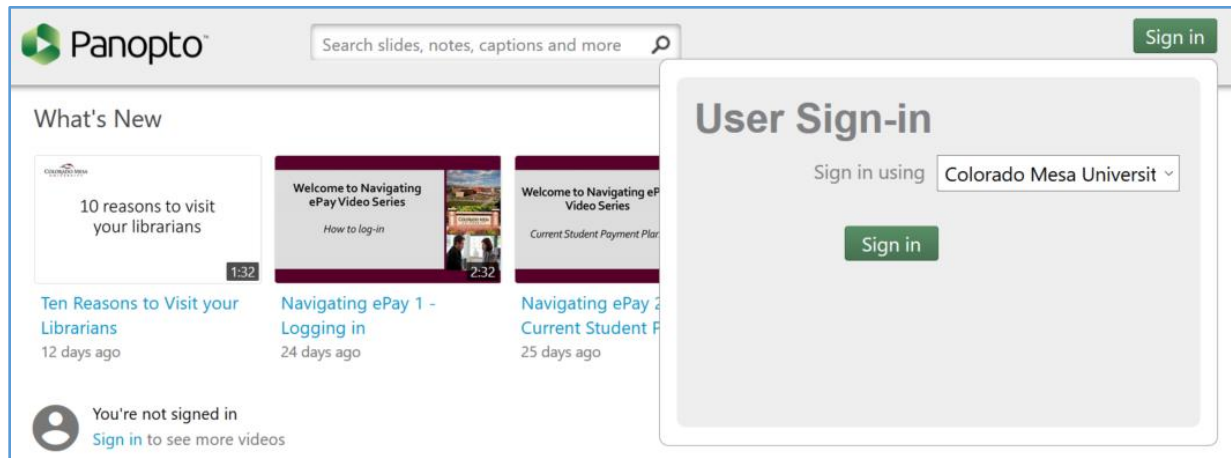 Panopto™
Search slides, notes, captions and more
Sign in
What's New
COLORADO MESA
UNIVERSITY
10 reasons to visit
your librarians
1:32
Ten Reasons to Visit your
Librarians
12 days ago
Welcome to Navigating
ePay Video Series
How to log-in
2:32
Navigating ePay 1 -
Logging in
24 days ago
Welcome to Navigating eP
Video Series
Current Student Payment Plan
Navigating ePay 2
Current Student P
25 days ago
You're not signed in
Sign in to see more videos
User Sign-in
Sign in using
Colorado Mesa Universit
Sign in